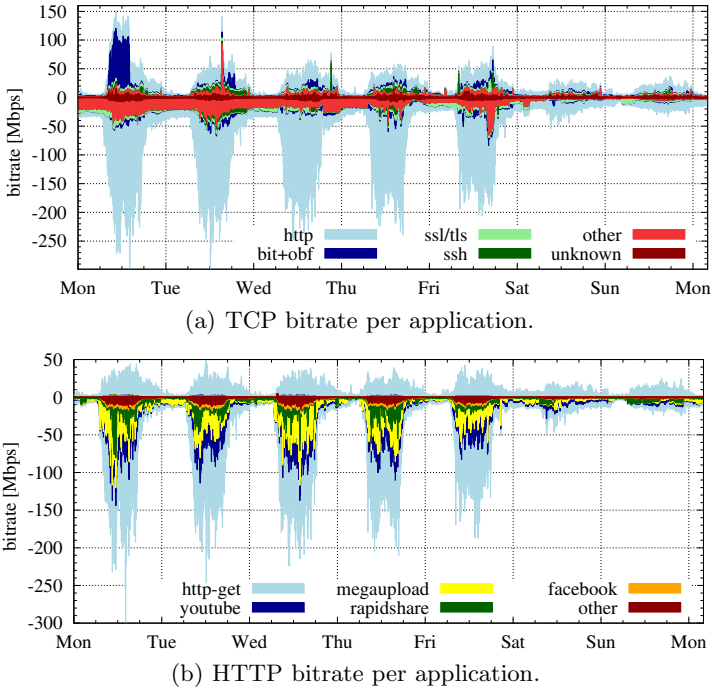 150
100
50
0
-50
-100
-150
-200
-250
bitrate [Mbps]
http ssl/tls other
bit+obf ssh unknown
Mon Tue Wed Thu Fri Sat Sun Mon
(a) TCP bitrate per application.
50
0
-50
-100
-150
-200
-250
-300
bitrate [Mbps]
http-get megaupload facebook
youtube rapidshare other
Mon Tue Wed Thu Fri Sat Sun Mon
(b) HTTP bitrate per application.